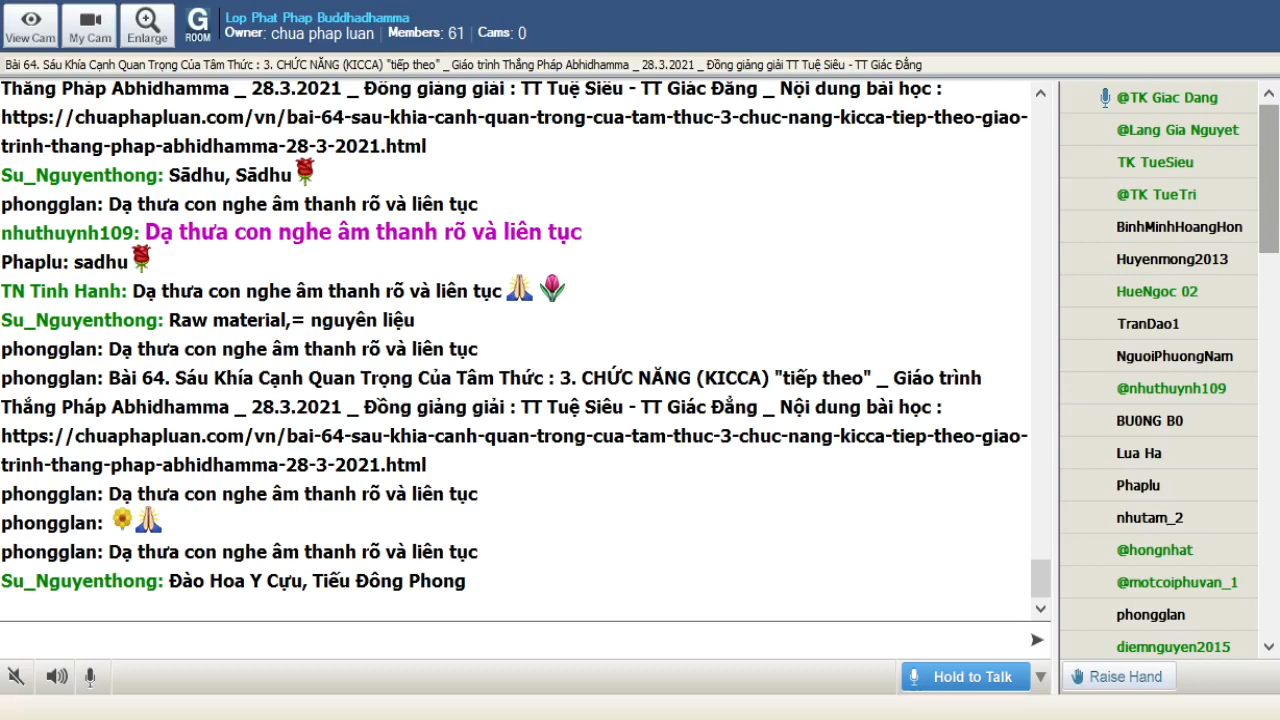 View Cam
My Cam
Enlarge
G
ROOM
Lop Phat Phap Buddhadhamma
Owner: chua phap luan | Members: 61 | Cams: 0
Bài 64. Sáu Khía Cạnh Quan Trọng Của Tâm Thức : 3. CHỨC NĂNG (KICCA) "tiếp theo" _ Giáo trình Thắng Pháp Abhidhamma _ 28.3.2021 _ Đồng giảng giải TT Tuệ Siêu - TT Giác Đẳng
Thắng Pháp Abhidhamma _ 28.3.2021 _ Đồng giảng giải : TT Tuệ Siêu - TT Giác Đẳng _ Nội dung bài học :
https://chuaphapluan.com/vn/bai-64-sau-khia-canh-quan-trong-cua-tam-thuc-3-chuc-nang-kicca-tiep-theo-giao-
trinh-thang-phap-abhidhamma-28-3-2021.html
Su_Nguyenthong: Sādhu, Sādhu
phongglan: Dạ thưa con nghe âm thanh rõ và liên tục
nhuthuynh109: Dạ thưa con nghe âm thanh rõ và liên tục
Phaplu: sadhu
TN Tinh Hanh: Dạ thưa con nghe âm thanh rõ và liên tục
Su_Nguyenthong: Raw material,= nguyên liệu
phongglan: Dạ thưa con nghe âm thanh rõ và liên tục
phongglan: Bài 64. Sáu Khía Cạnh Quan Trọng Của Tâm Thức : 3. CHỨC NĂNG (KICCA) "tiếp theo" _ Giáo trình
Thắng Pháp Abhidhamma _ 28.3.2021 _ Đồng giảng giải : TT Tuệ Siêu - TT Giác Đẳng _ Nội dung bài học :
https://chuaphapluan.com/vn/bai-64-sau-khia-canh-quan-trong-cua-tam-thuc-3-chuc-nang-kicca-tiep-theo-giao-
trinh-thang-phap-abhidhamma-28-3-2021.html
phongglan: Dạ thưa con nghe âm thanh rõ và liên tục
phongglan:
phongglan: Dạ thưa con nghe âm thanh rõ và liên tục
Su_Nguyenthong: Đào Hoa Y Cựu, Tiếu Đông Phong
@TK Giac Dang
@Lang Gia Nguyet
TK TueSieu
@TK TueTri
BinhMinhHoangHon
Huyenmong2013
HueNgoc 02
TranDao1
NguoiPhuongNam
@nhuthuynh109
BU0NG B0
Lua Ha
Phaplu
nhutam_2
@hongnhat
@motcoiphuvan_1
phongglan
diemnguyen2015
Hold to Talk
Raise Hand